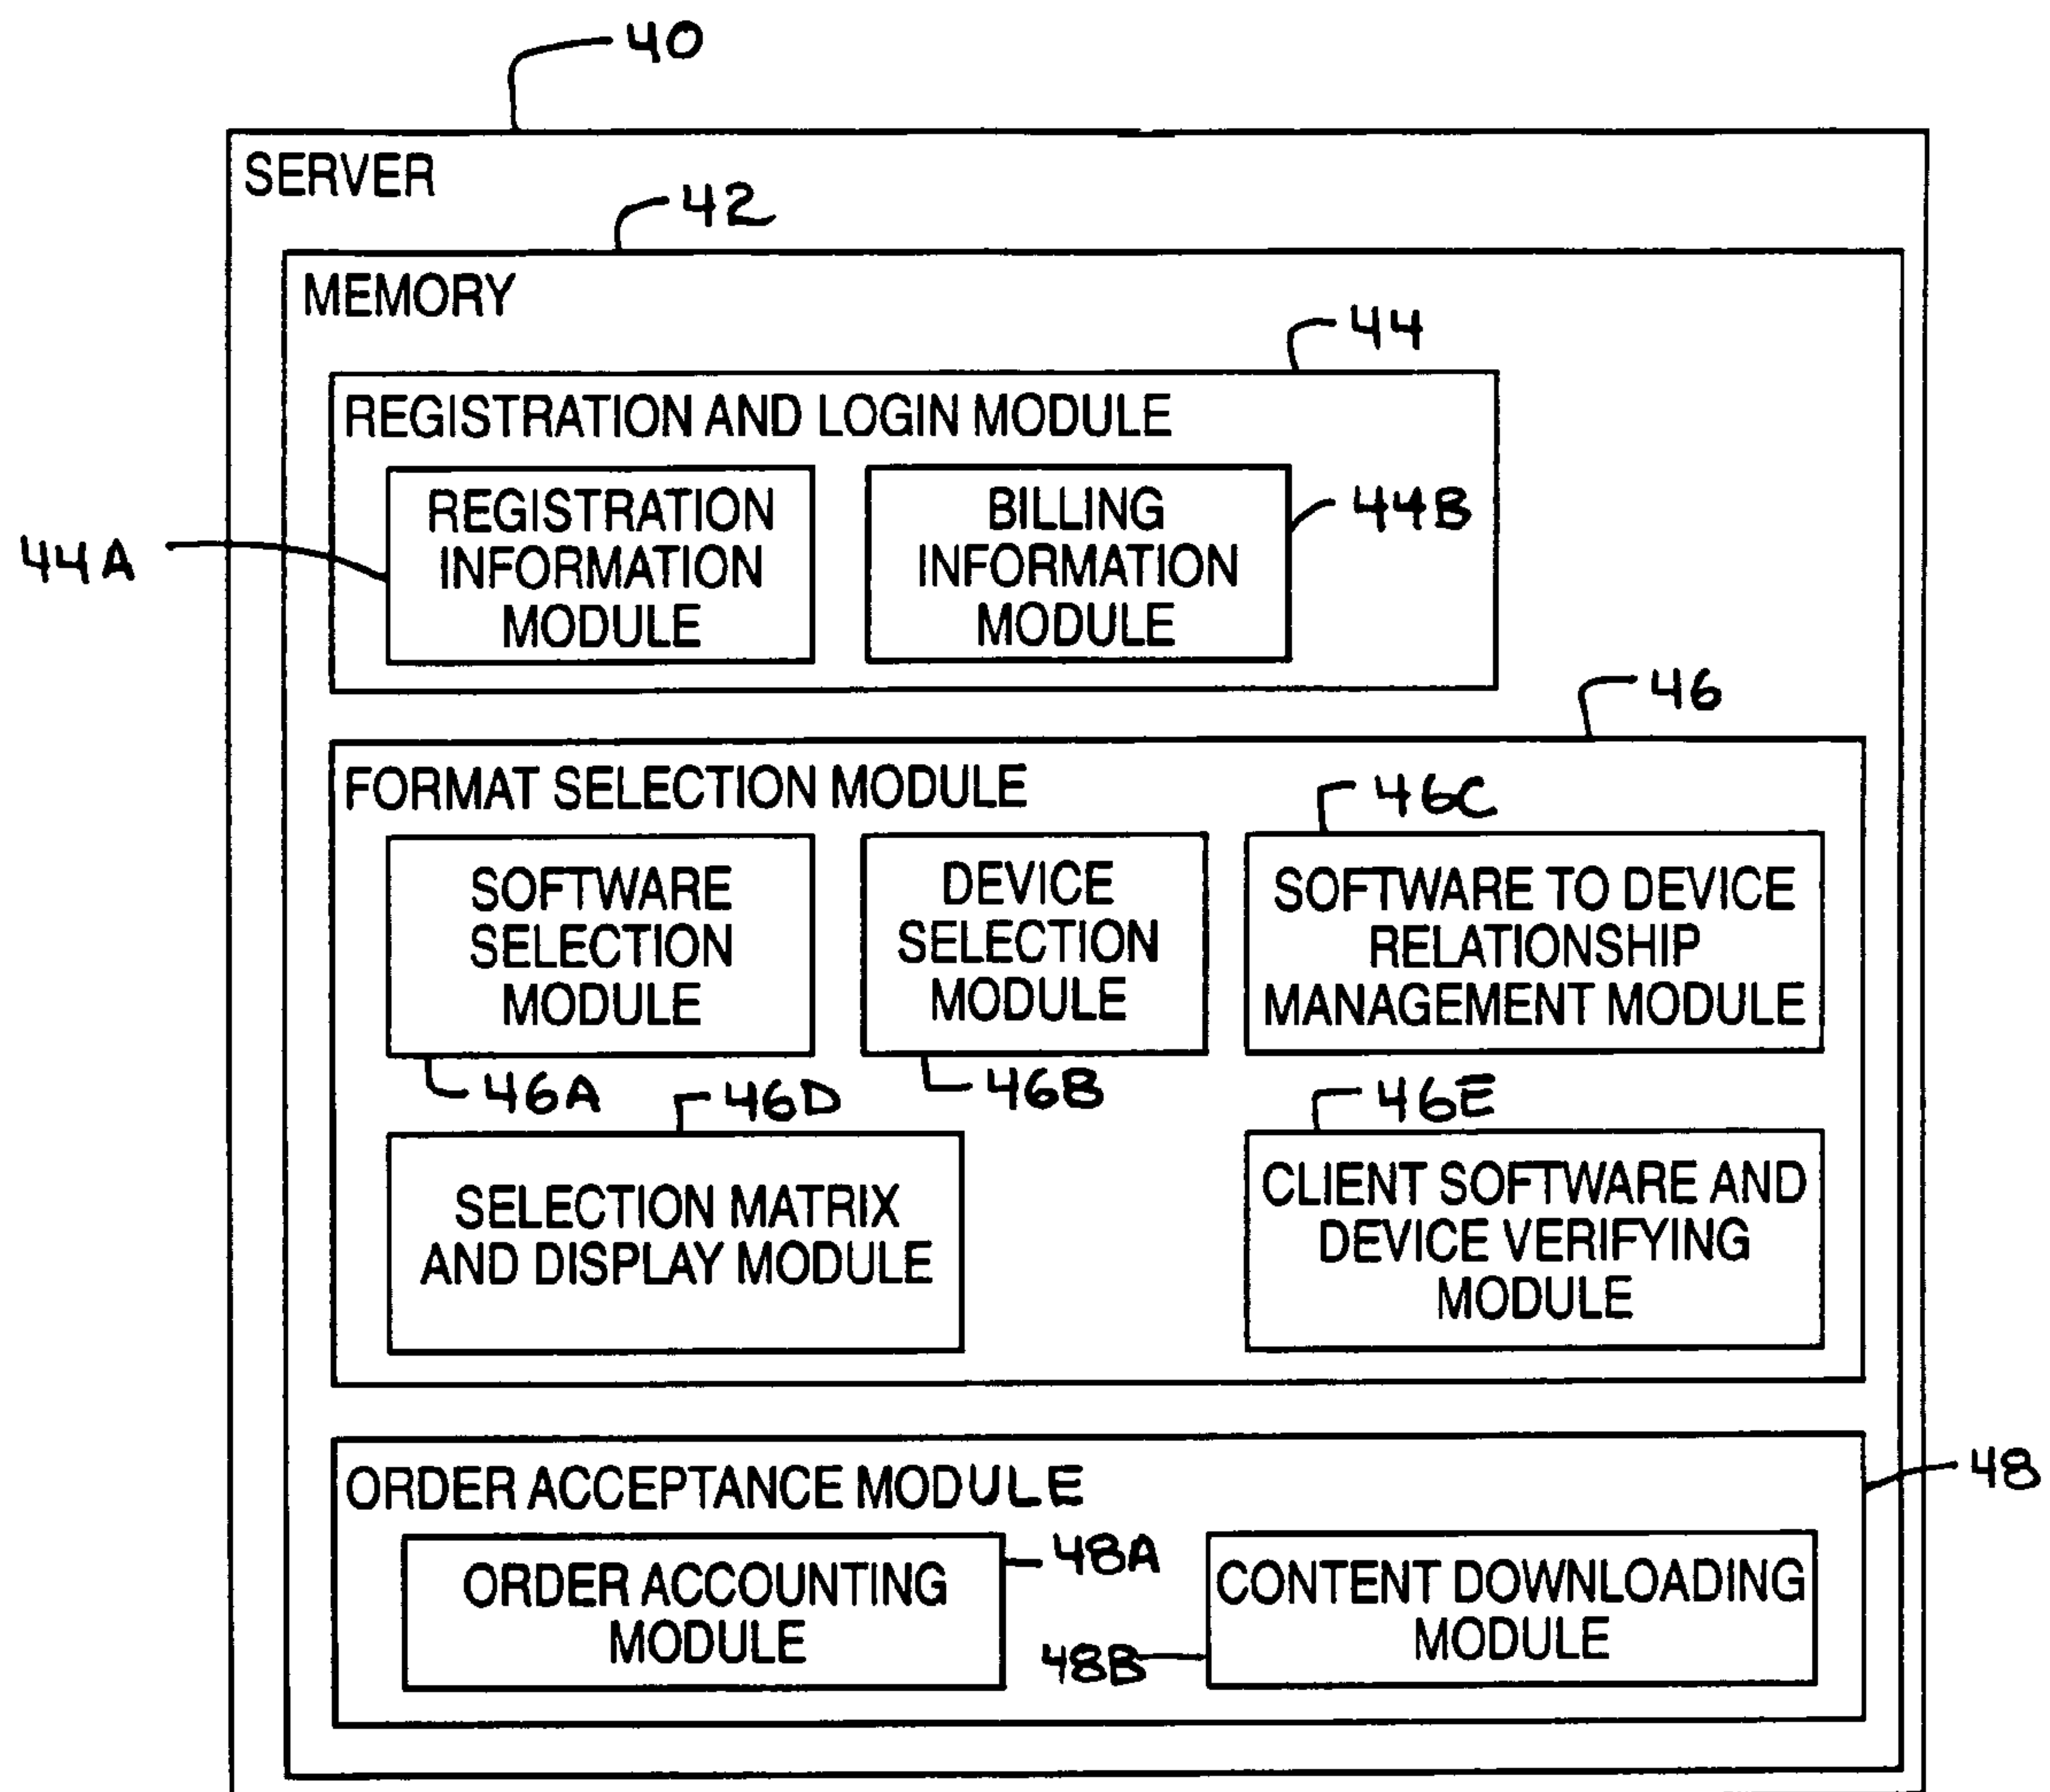 40
SERVER
42
MEMORY
44
REGISTRATION AND LOGIN MODULE
REGISTRATION
INFORMATION
MODULE
44A
BILLING
INFORMATION
MODULE
44B
46
FORMAT SELECTION MODULE
SOFTWARE
SELECTION
MODULE
46A
DEVICE
SELECTION
MODULE
46B
46C
SOFTWARE TO DEVICE
RELATIONSHIP
MANAGEMENT MODULE
46D
SELECTION MATRIX
AND DISPLAY MODULE
46E
CLIENT SOFTWARE AND
DEVICE VERIFYING
MODULE
48
ORDER ACCEPTANCE MODULE
ORDER ACCOUNTING
MODULE
48A
CONTENT DOWNLOADING
MODULE
48B